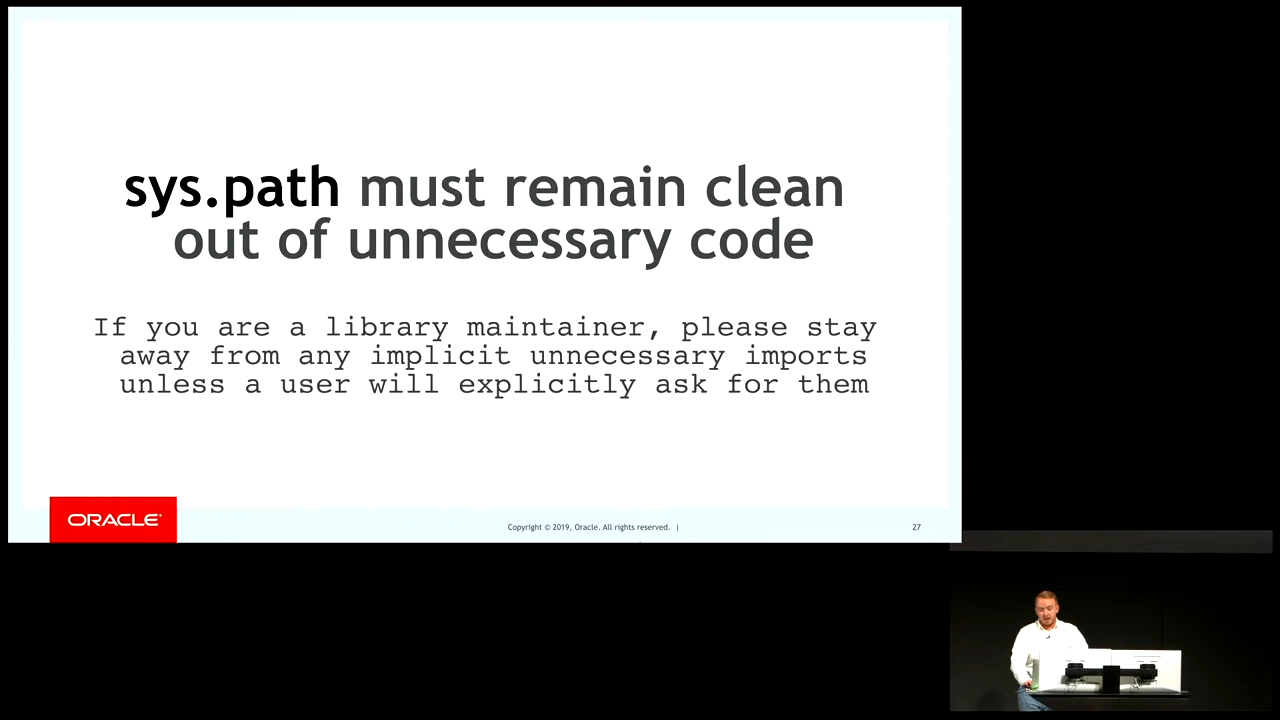 sys.path must remain clean
out of unnecessary code
If you are a library maintainer, please stay
away from any implicit unnecessary imports
unless a user will explicitly ask for them
ORACLE®
Copyright © 2019, Oracle. All rights reserved. |
27